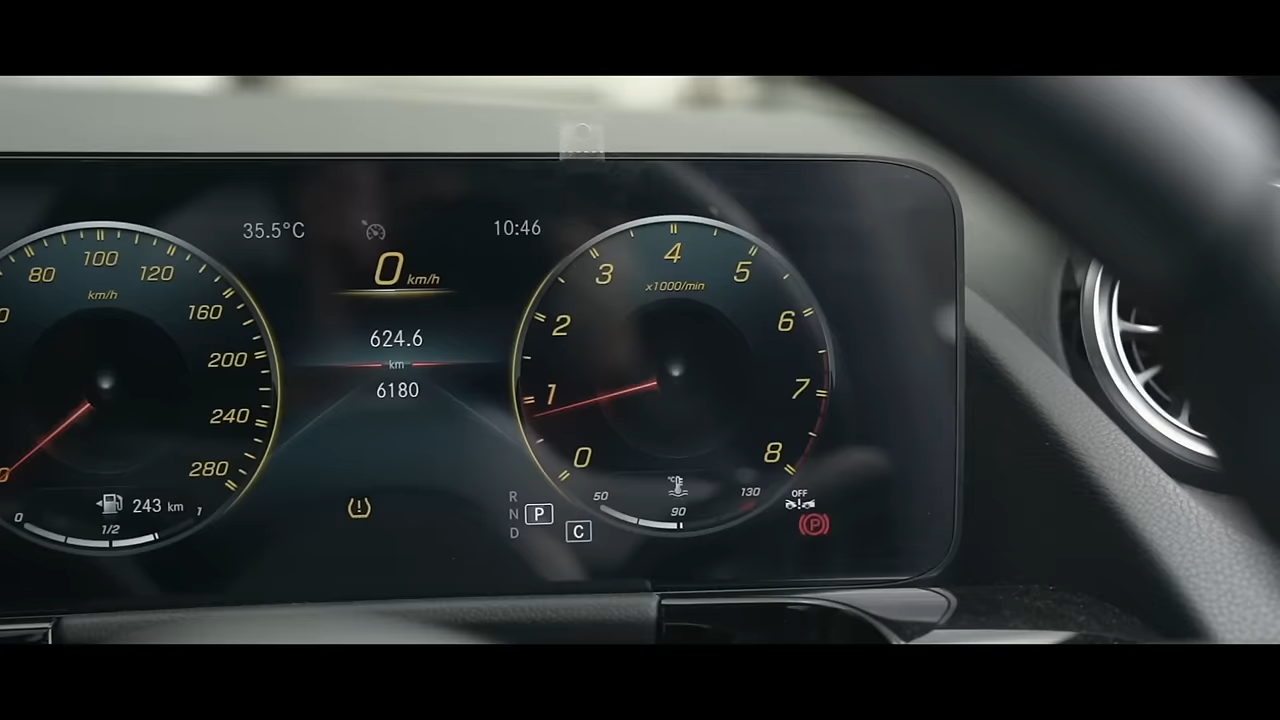 35.5°C
10:46
0 km/h
80 100 120
km/h
160
200
240
280
0
624.6
km
6180
243 km
0 1/2 1
0 1 2 3 4 5 6 7 8
x1000/min
R
N P
D C
50 90 130
°C
OFF
P